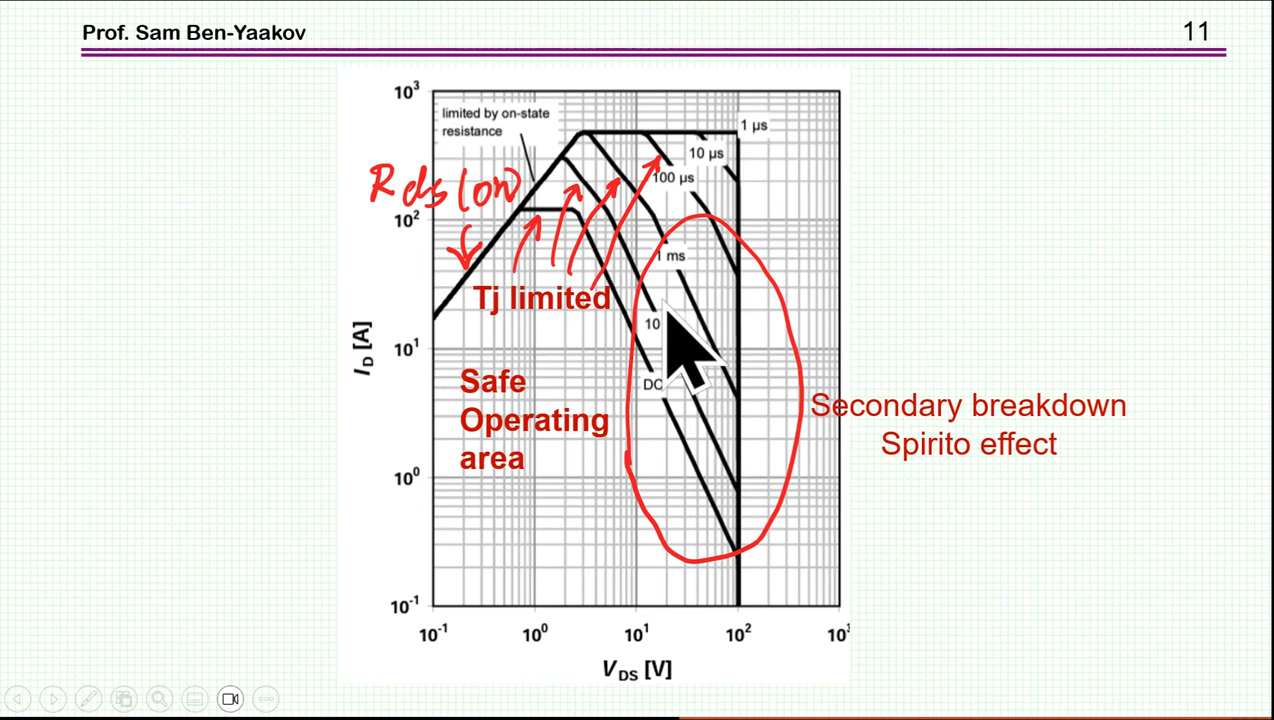 Prof. Sam Ben-Yaakov
11
10³
limited by on-state
resistance
1 µs
10 µs
Rds(on)
100 µs
10²
1 ms
Tj limited
10
I_D [A]
10¹
DC
Safe
Operating
area
Secondary breakdown
Spirito effect
10⁰
10⁻¹
10⁻¹
10⁰
10¹
10²
10³
V_DS [V]